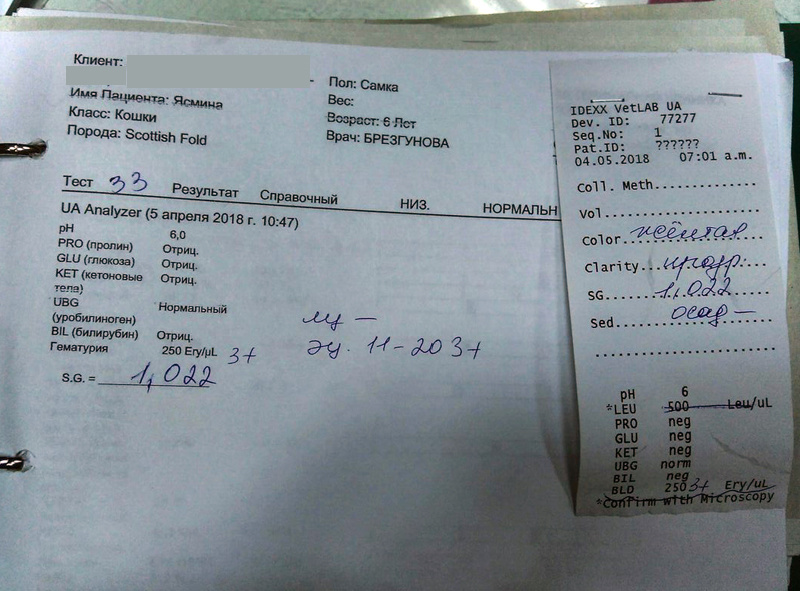 Клиент:
Имя Пациента: Ясмина
Класс: Кошки
Порода: Scottish Fold
Пол: Самка
Вес:
Возраст: 6 Лет
Врач: БРЕЗГУНОВА
Тест 33 Результат Справочный НИЗ. НОРМАЛЬН
UA Analyzer (5 апреля 2018 г. 10:47)
pH 6,0
PRO (пролин) Отриц.
GLU (глюкоза) Отриц.
KET (кетоновые тела) Отриц.
UBG (уробилиноген) Нормальный
BIL (билирубин) Отриц.
Гематурия 250 Ery/µL 3+
S.G. = 1,022
лц —
эц. 11-20 3+
IDEXX VetLAB UA
Dev. ID: 77277
Seq.No: 1
Pat.ID: ??????
04.05.2018 07:01 a.m.
Coll. Meth.............
Vol....................
Color...жёлтая
Clarity...прозр...
SG......1,022
Sed.....осад —
.......................
pH 6
*LEU 500 Leu/uL
PRO neg
GLU neg
KET neg
UBG norm
BIL neg
BLD 250 3+ Ery/uL
*Confirm with Microscopy